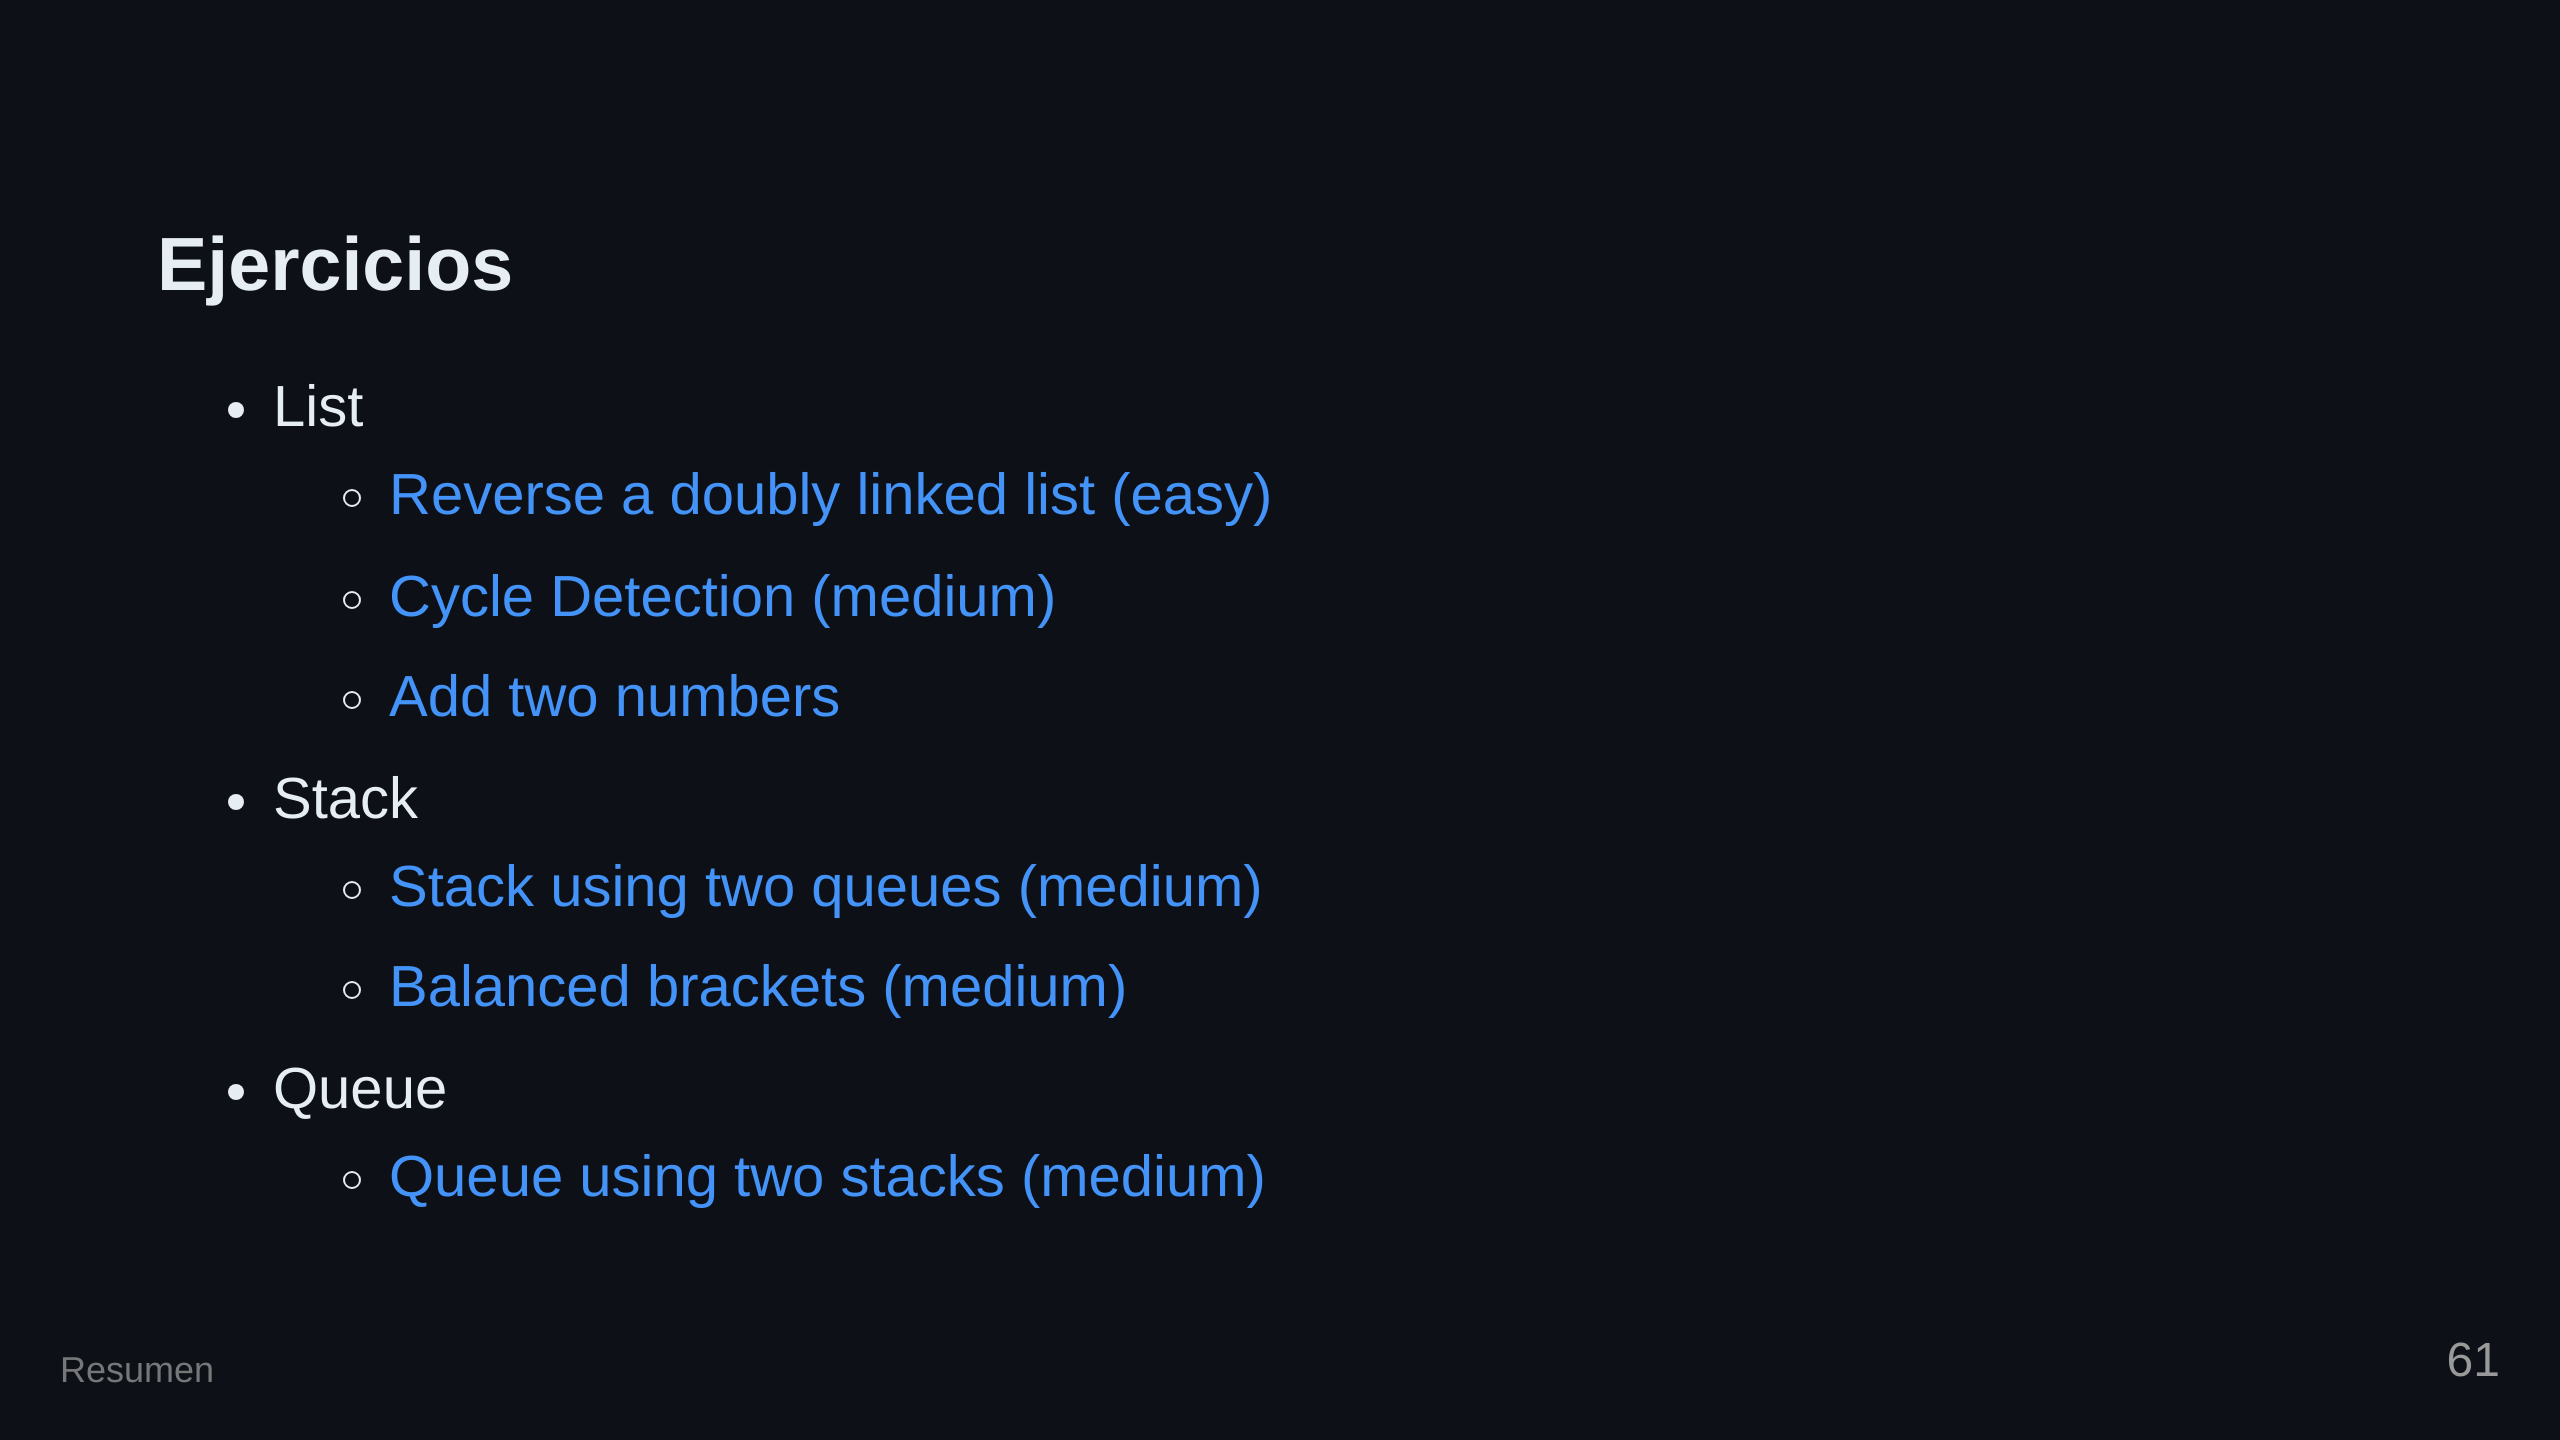 Ejercicios
List
Reverse a doubly linked list (easy)
Cycle Detection (medium)
Add two numbers
Stack
Stack using two queues (medium)
Balanced brackets (medium)
Queue
Queue using two stacks (medium)
Resumen
61